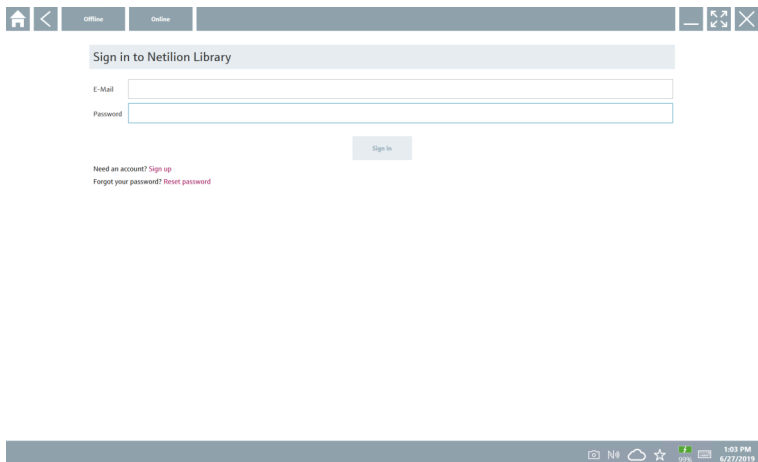 Offline Online
Sign in to Netilion Library
E-Mail
Password
Sign in
Need an account? Sign up
Forgot your password? Reset password
1:03 PM
99% 6/27/2019